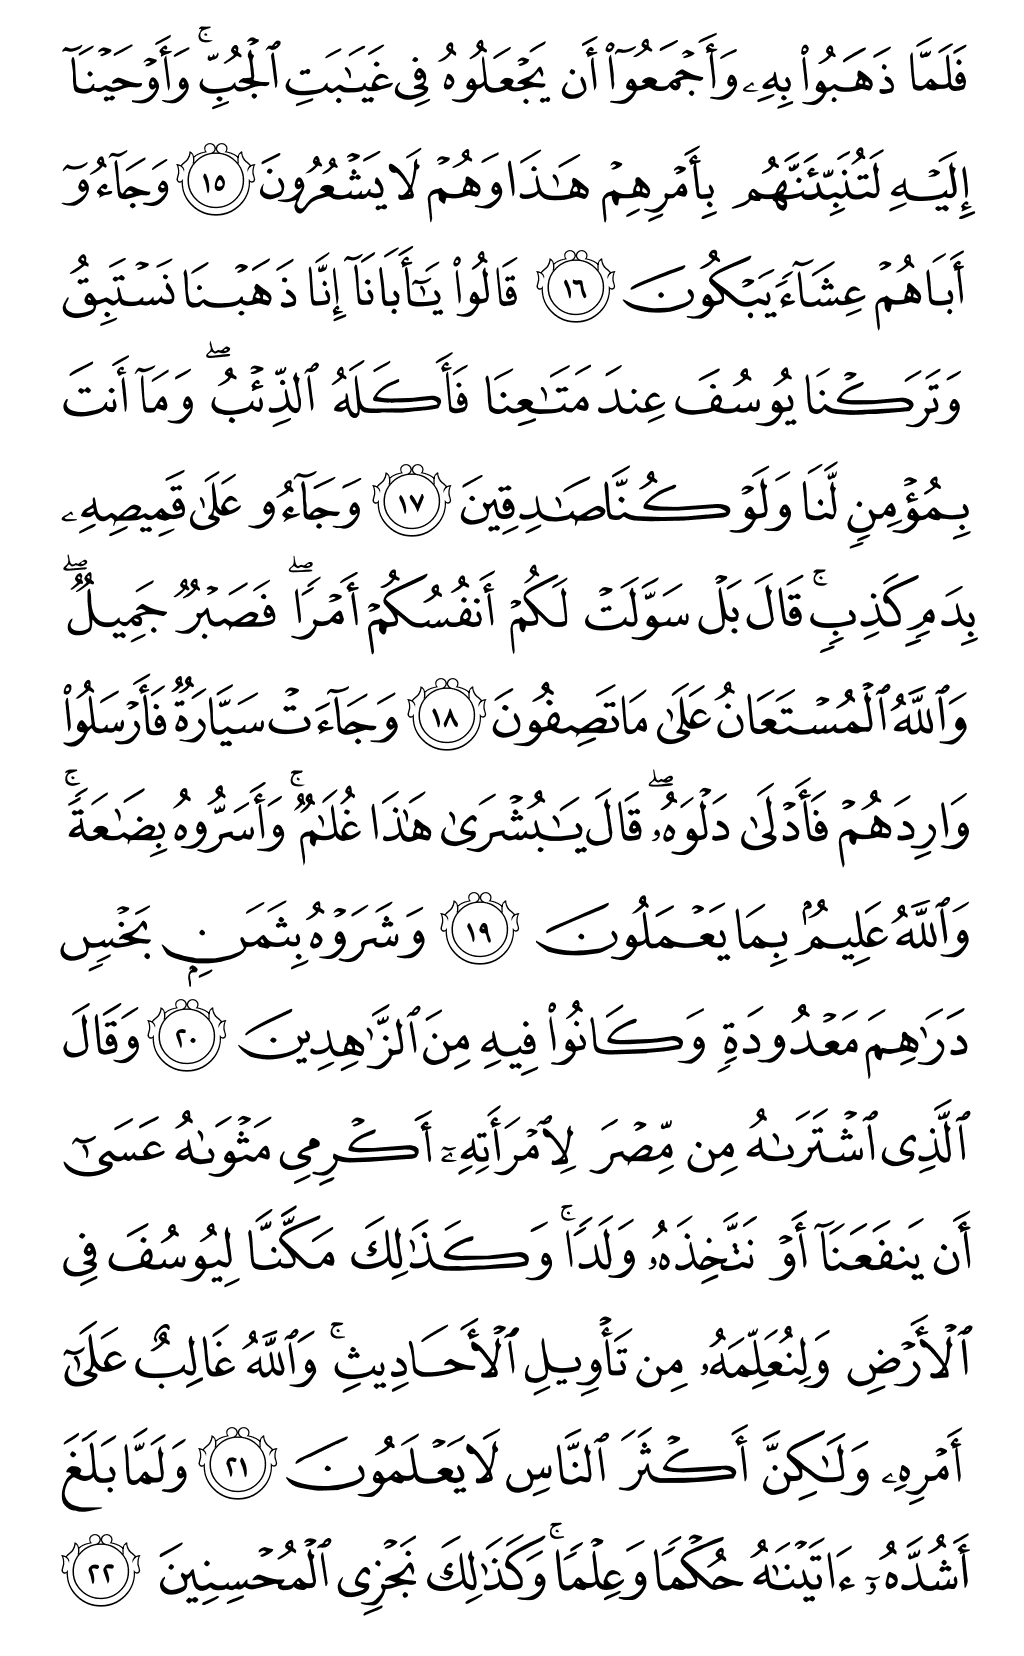 فَلَمَّا ذَهَبُوا۟ بِهِۦ وَأَجْمَعُوٓا۟ أَن يَجْعَلُوهُ فِى غَيَـٰبَتِ ٱلْجُبِّ ۚ وَأَوْحَيْنَآ
إِلَيْهِ لَتُنَبِّئَنَّهُم بِأَمْرِهِمْ هَـٰذَا وَهُمْ لَا يَشْعُرُونَ ١٥ وَجَآءُوٓ
أَبَاهُمْ عِشَآءً يَبْكُونَ ١٦ قَالُوا۟ يَـٰٓأَبَانَآ إِنَّا ذَهَبْنَا نَسْتَبِقُ
وَتَرَكْنَا يُوسُفَ عِندَ مَتَـٰعِنَا فَأَكَلَهُ ٱلذِّئْبُ ۖ وَمَآ أَنتَ
بِمُؤْمِنٍ لَّنَا وَلَوْ كُنَّا صَـٰدِقِينَ ١٧ وَجَآءُو عَلَىٰ قَمِيصِهِۦ
بِدَمٍ كَذِبٍ ۚ قَالَ بَلْ سَوَّلَتْ لَكُمْ أَنفُسُكُمْ أَمْرًا ۖ فَصَبْرٌ جَمِيلٌ ۖ
وَٱللَّهُ ٱلْمُسْتَعَانُ عَلَىٰ مَا تَصِفُونَ ١٨ وَجَآءَتْ سَيَّارَةٌ فَأَرْسَلُوا۟
وَارِدَهُمْ فَأَدْلَىٰ دَلْوَهُۥ ۖ قَالَ يَـٰبُشْرَىٰ هَـٰذَا غُلَـٰمٌ ۚ وَأَسَرُّوهُ بِضَـٰعَةً ۚ
وَٱللَّهُ عَلِيمٌۢ بِمَا يَعْمَلُونَ ١٩ وَشَرَوْهُ بِثَمَنٍۭ بَخْسٍ
دَرَٰهِمَ مَعْدُودَةٍ وَكَانُوا۟ فِيهِ مِنَ ٱلزَّٰهِدِينَ ٢٠ وَقَالَ
ٱلَّذِى ٱشْتَرَىٰهُ مِن مِّصْرَ لِٱمْرَأَتِهِۦٓ أَكْرِمِى مَثْوَىٰهُ عَسَىٰٓ
أَن يَنفَعَنَآ أَوْ نَتَّخِذَهُۥ وَلَدًا ۚ وَكَذَٰلِكَ مَكَّنَّا لِيُوسُفَ فِى
ٱلْأَرْضِ وَلِنُعَلِّمَهُۥ مِن تَأْوِيلِ ٱلْأَحَادِيثِ ۚ وَٱللَّهُ غَالِبٌ عَلَىٰٓ
أَمْرِهِۦ وَلَـٰكِنَّ أَكْثَرَ ٱلنَّاسِ لَا يَعْلَمُونَ ٢١ وَلَمَّا بَلَغَ
أَشُدَّهُۥٓ ءَاتَيْنَـٰهُ حُكْمًا وَعِلْمًا ۚ وَكَذَٰلِكَ نَجْزِى ٱلْمُحْسِنِينَ ٢٢